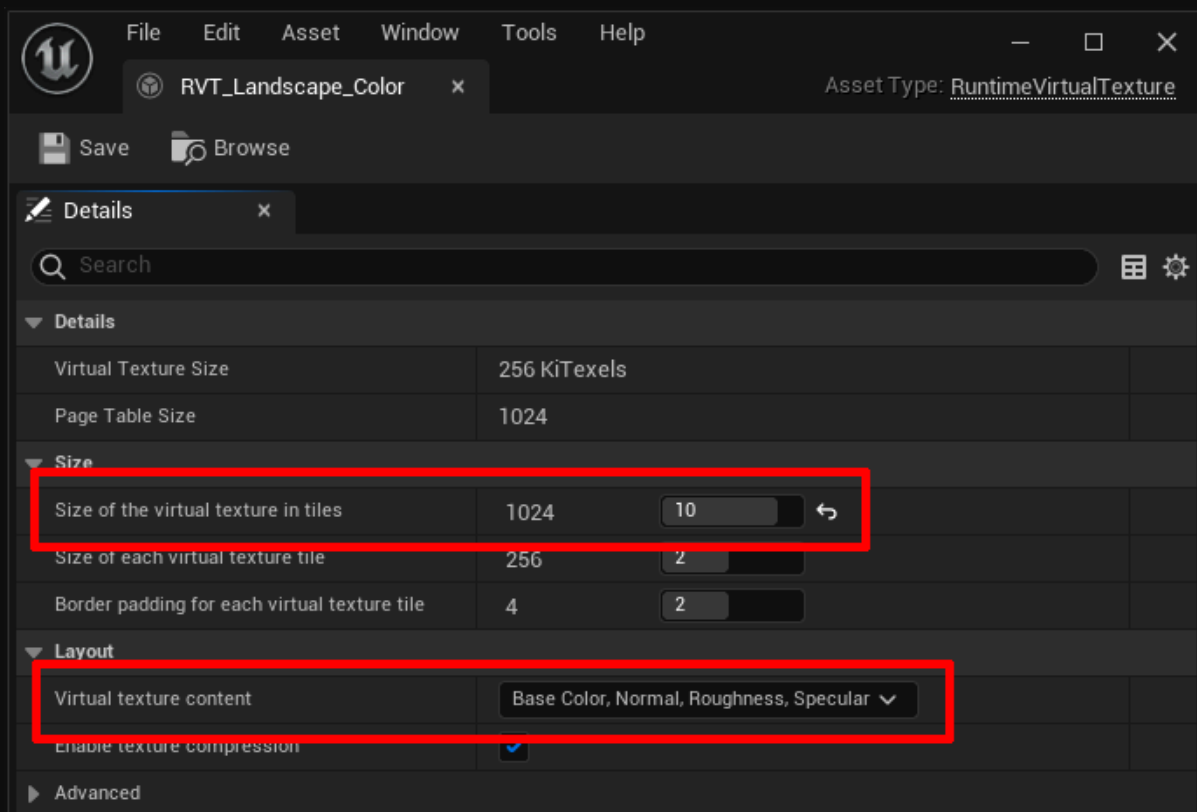 File Edit Asset Window Tools Help
RVT_Landscape_Color
Asset Type: RuntimeVirtualTexture
Save Browse
Details
Search
Details
Virtual Texture Size 256 KiTexels
Page Table Size 1024
Size
Size of the virtual texture in tiles 1024 10
Size of each virtual texture tile 256 2
Border padding for each virtual texture tile 4 2
Layout
Virtual texture content Base Color, Normal, Roughness, Specular
Enable texture compression
Advanced